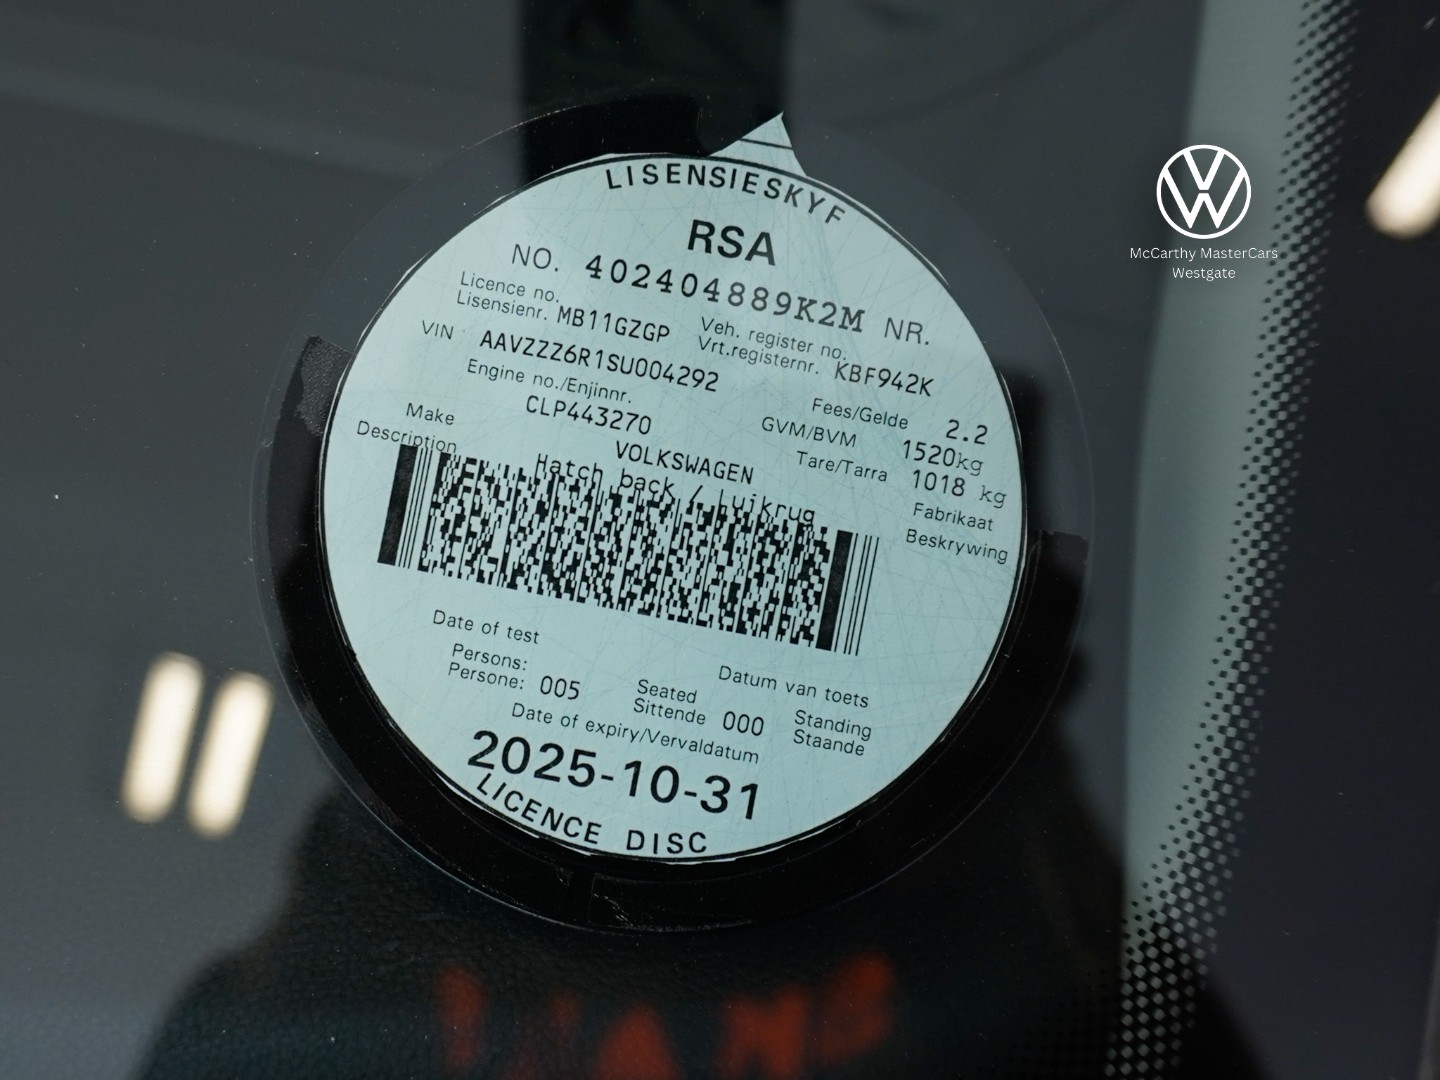 LISENSIESKYF
RSA
NO. 402404889K2M NR.
Licence no.
Lisensienr. MB11GZGP
Veh. register no.
Vrt.registernr. KBF942K
VIN AAVZZZ6R1SU004292
Engine no./Enjinnr.
CLP443270
Fees/Gelde 2.2
GVM/BVM 1520kg
Tare/Tarra 1018 kg
Make VOLKSWAGEN Fabrikaat
Description Hatch back / Luikrug Beskrywing
Date of test Datum van toets
Persons:
Persone: 005
Seated
Sittende 000
Standing
Staande
Date of expiry/Vervaldatum
2025-10-31
LICENCE DISC
McCarthy MasterCars
Westgate